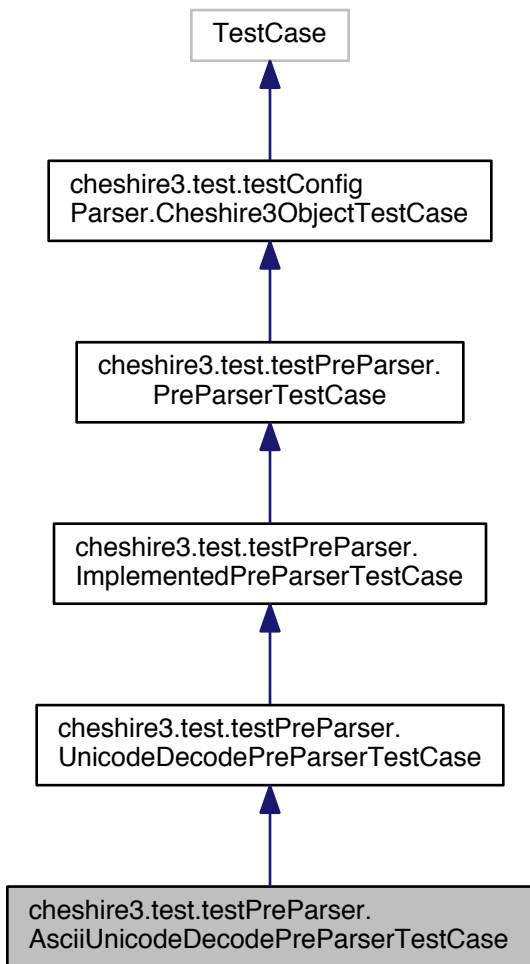 TestCase
cheshire3.test.testConfig
Parser.Cheshire3ObjectTestCase
cheshire3.test.testPreParser.
PreParserTestCase
cheshire3.test.testPreParser.
ImplementedPreParserTestCase
cheshire3.test.testPreParser.
UnicodeDecodePreParserTestCase
cheshire3.test.testPreParser.
AsciiUnicodeDecodePreParserTestCase